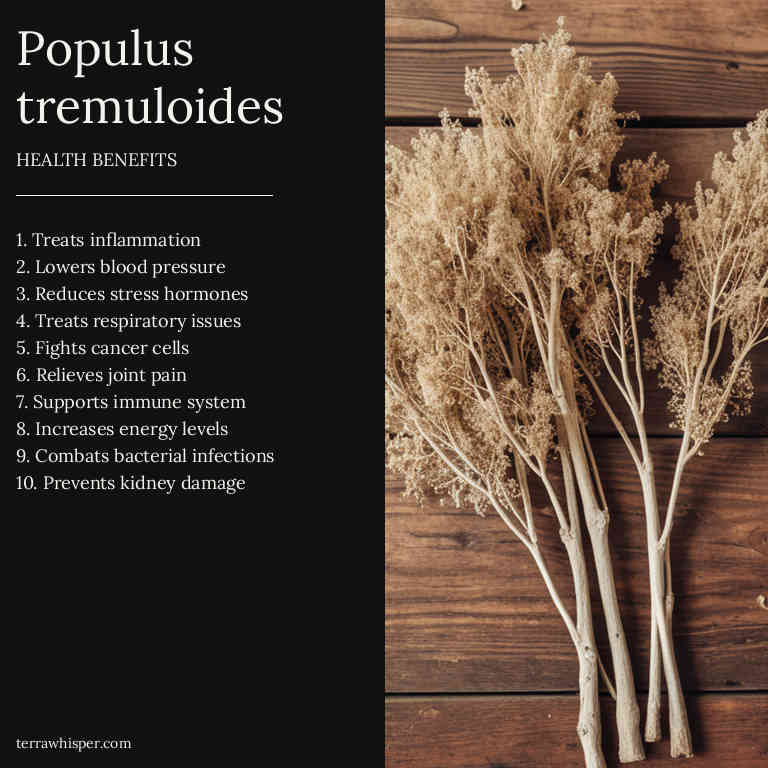 Populus
tremuloides
HEALTH BENEFITS
1. Treats inflammation
2. Lowers blood pressure
3. Reduces stress hormones
4. Treats respiratory issues
5. Fights cancer cells
6. Relieves joint pain
7. Supports immune system
8. Increases energy levels
9. Combats bacterial infections
10. Prevents kidney damage
terrawhisper.com